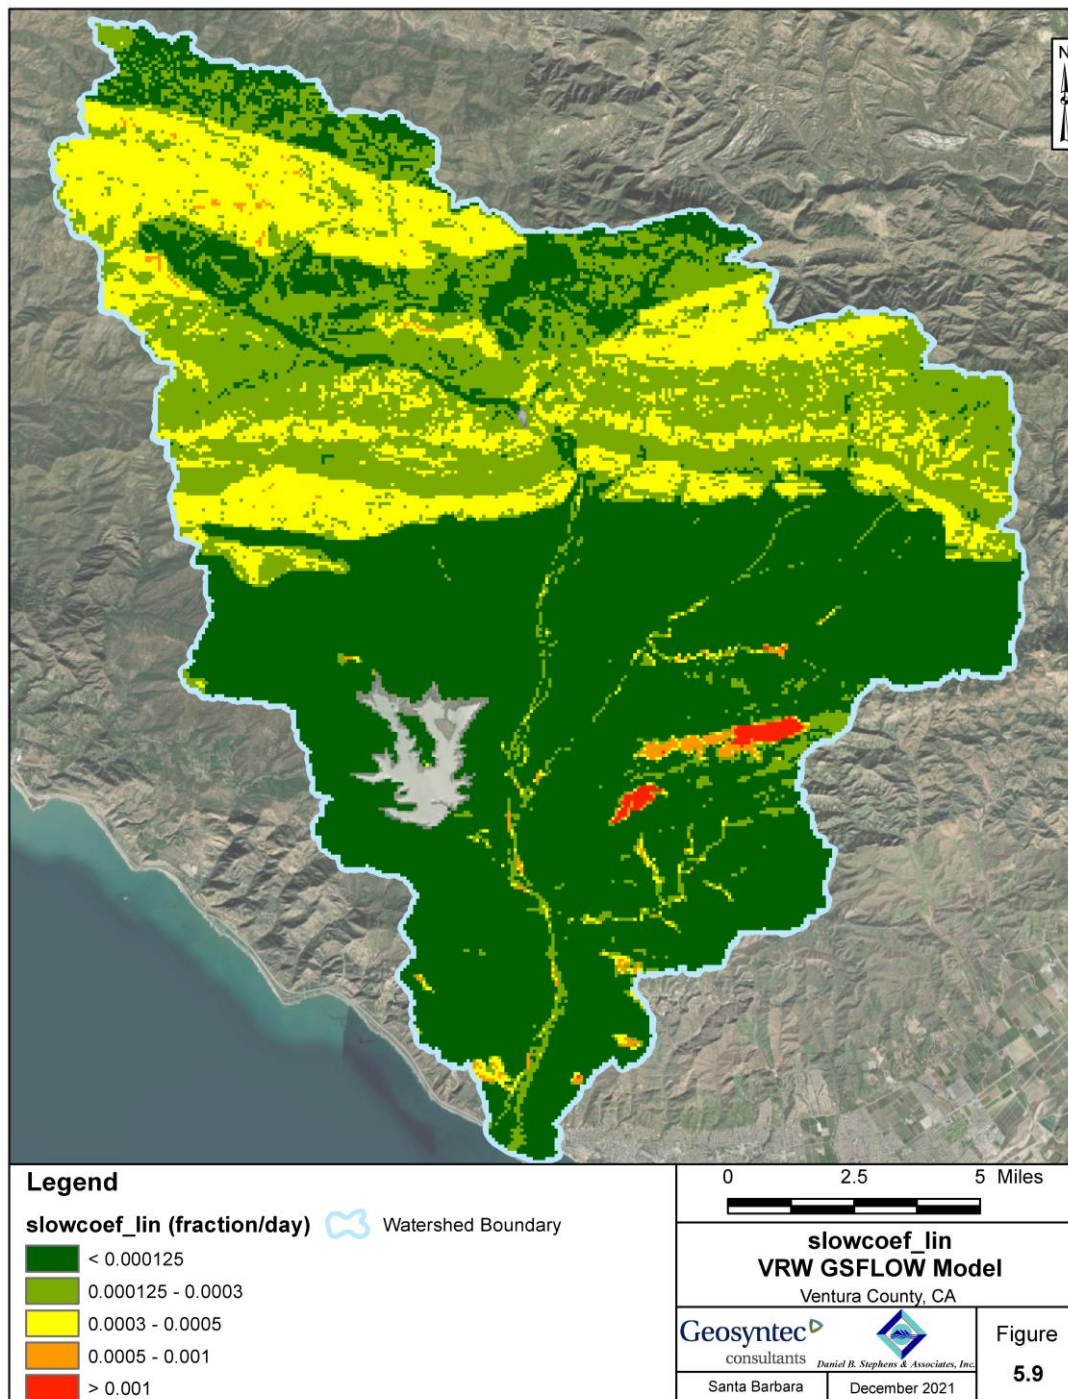 N
Legend
slowcoef_lin (fraction/day)
Watershed Boundary
< 0.000125
0.000125 - 0.0003
0.0003 - 0.0005
0.0005 - 0.001
> 0.001
0 2.5 5 Miles
slowcoef_lin
VRW GSFLOW Model
Ventura County, CA
Geosyntec
consultants
Daniel B. Stephens & Associates, Inc.
Santa Barbara
December 2021
Figure
5.9